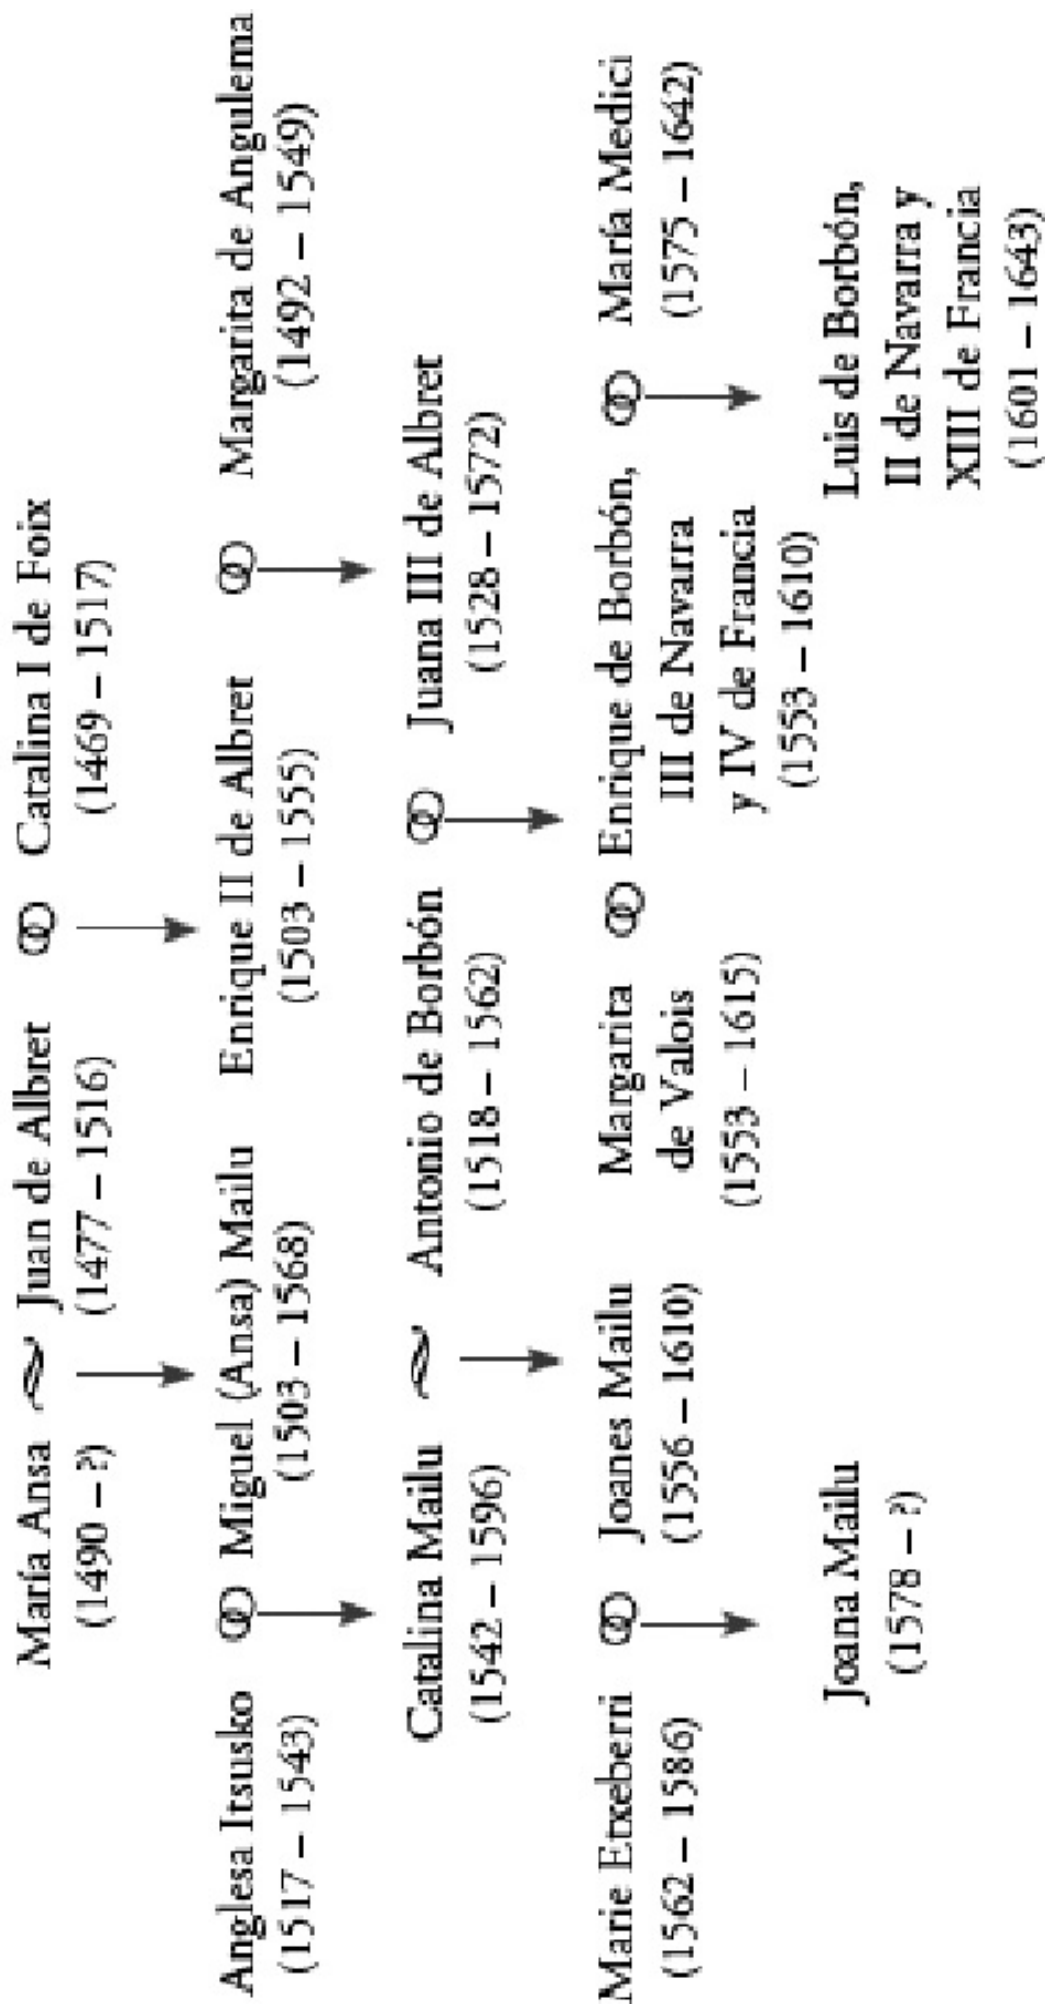 María Ansa
(1490 – ?)
Juan de Albret
(1477 – 1516)
Catalina I de Foix
(1469 – 1517)
Anglesa Itsusko
(1517 – 1543)
Miguel (Ansa) Mailu
(1503 – 1568)
Enrique II de Albret
(1503 – 1555)
Margarita de Angulema
(1492 – 1549)
Catalina Mailu
(1542 – 1596)
Antonio de Borbón
(1518 – 1562)
Juana III de Albret
(1528 – 1572)
Marie Etxeberri
(1562 – 1586)
Joanes Mailu
(1556 – 1610)
Margarita
de Valois
(1553 – 1615)
Enrique de Borbón,
III de Navarra
y IV de Francia
(1553 – 1610)
María Medici
(1575 – 1642)
Joana Mailu
(1578 – ?)
Luis de Borbón,
II de Navarra y
XIII de Francia
(1601 – 1643)